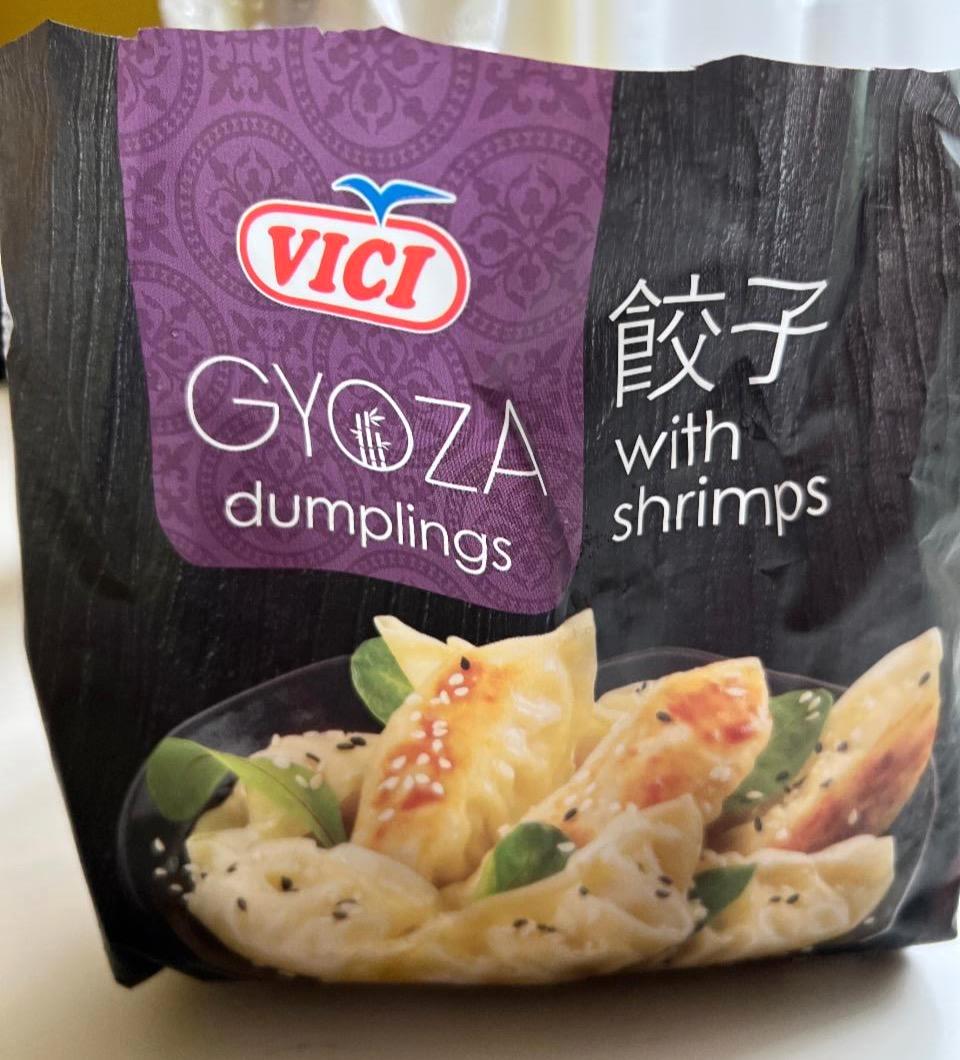 VICI
GYOZA
dumplings
餃子
with
shrimps